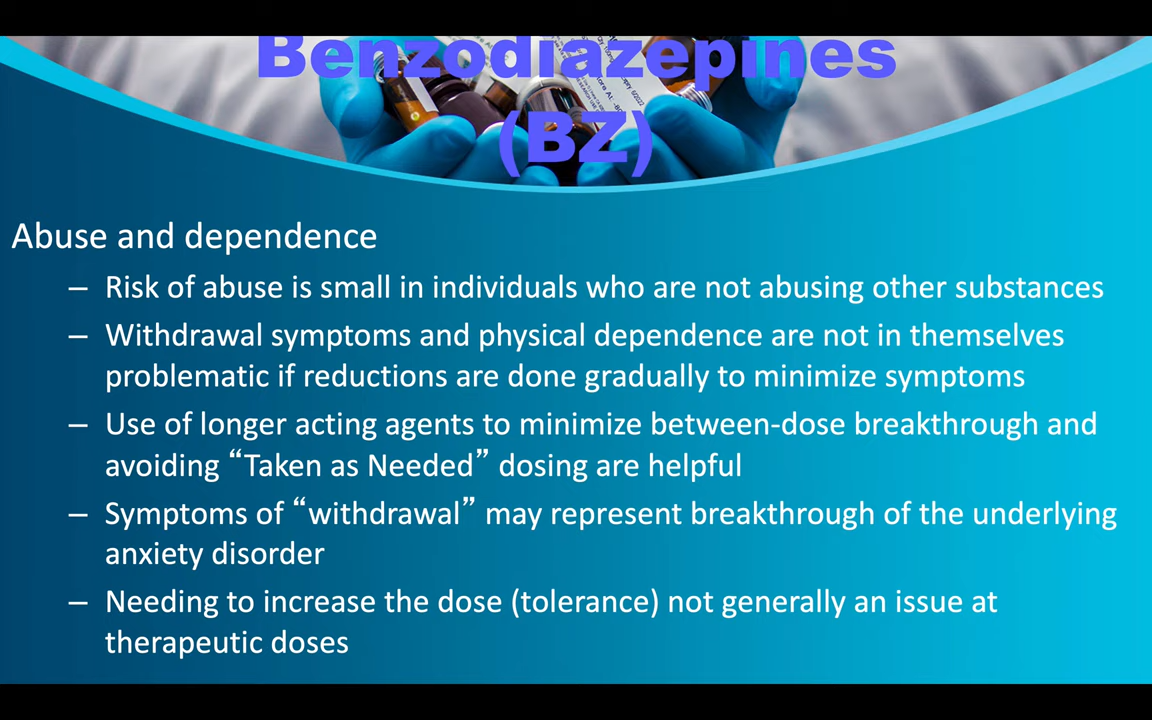 Benzodiazepines
(BZ)
Abuse and dependence
– Risk of abuse is small in individuals who are not abusing other substances
– Withdrawal symptoms and physical dependence are not in themselves
problematic if reductions are done gradually to minimize symptoms
– Use of longer acting agents to minimize between-dose breakthrough and
avoiding “Taken as Needed” dosing are helpful
– Symptoms of “withdrawal” may represent breakthrough of the underlying
anxiety disorder
– Needing to increase the dose (tolerance) not generally an issue at
therapeutic doses